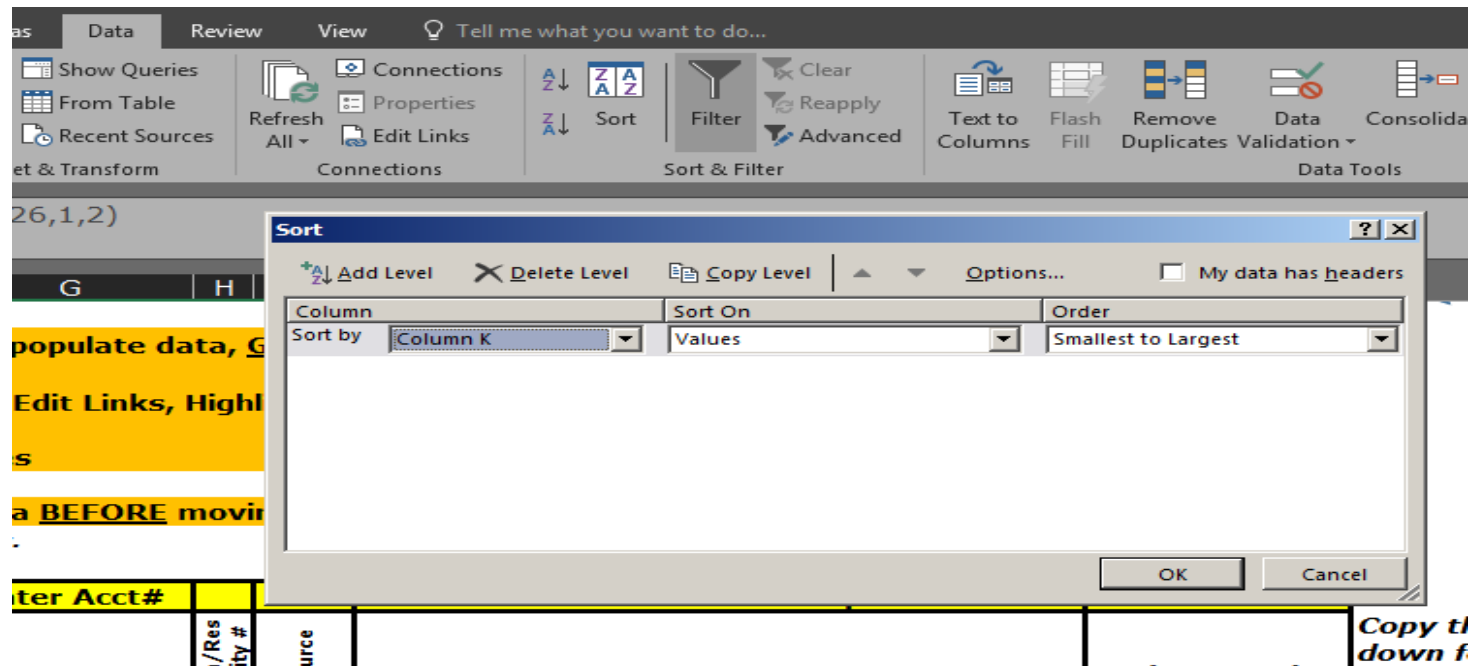 as Data Review View Tell me what you want to do...
Show Queries
From Table
Recent Sources
Refresh
All
Connections
Properties
Edit Links
Sort
Filter
Clear
Reapply
Advanced
Text to
Columns
Flash
Fill
Remove
Duplicates
Data
Validation
Consolida
et & Transform Connections Sort & Filter Data Tools
26,1,2)
Sort
Add Level Delete Level Copy Level Options... My data has headers
G H
Column Sort On Order
Sort by Column K Values Smallest to Largest
populate data, G
Edit Links, Highl
s
a BEFORE movin
OK Cancel
ter Acct#
/Res
ity #
urce
Copy th
down f